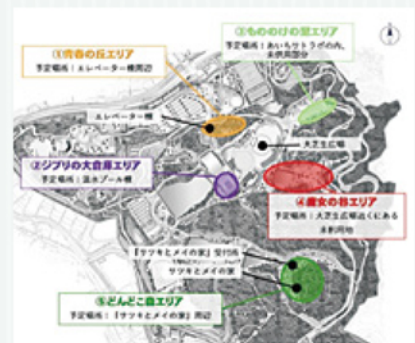 ①青春の丘エリア
予定場所：エレベーター棟周辺
③もののけの里エリア
予定場所：あいちサトラボの内、
未供用部分
エレベーター棟
大芝生広場
②ジブリの大倉庫エリア
予定場所：温水プール棟
④魔女の谷エリア
予定場所：大芝生広場近くにある
未利用地
『サツキとメイの家』受付所
サツキとメイの家
⑤どんどこ森エリア
予定場所：『サツキとメイの家』周辺